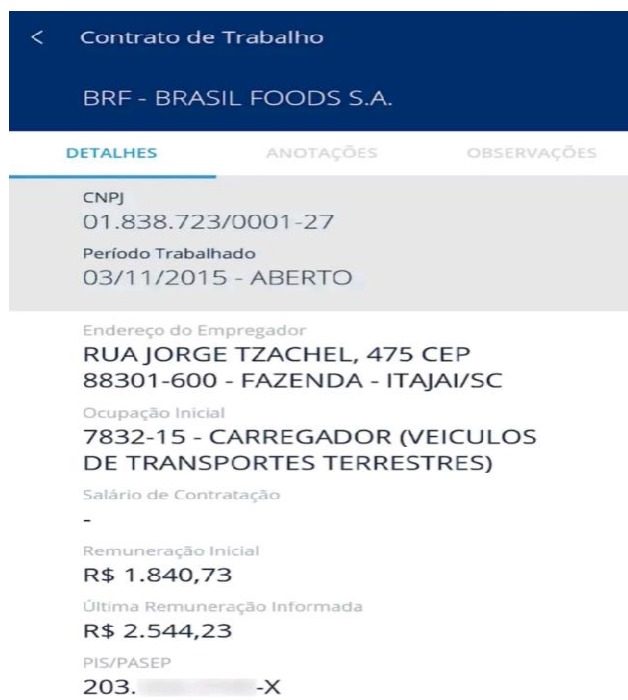 < Contrato de Trabalho
BRF - BRASIL FOODS S.A.
DETALHES ANOTAÇÕES OBSERVAÇÕES
CNPJ
01.838.723/0001-27
Período Trabalhado
03/11/2015 - ABERTO
Endereço do Empregador
RUA JORGE TZACHEL, 475 CEP
88301-600 - FAZENDA - ITAJAI/SC
Ocupação Inicial
7832-15 - CARREGADOR (VEICULOS
DE TRANSPORTES TERRESTRES)
Salário de Contratação
-
Remuneração Inicial
R$ 1.840,73
Última Remuneração Informada
R$ 2.544,23
PIS/PASEP
203. -X